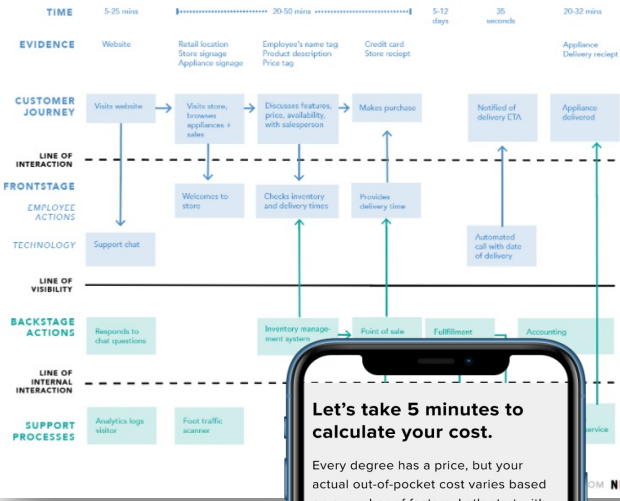 TIME 5-25 mins 20-50 mins 5-12 days 35 seconds 20-32 mins
EVIDENCE
Website
Retail location
Store signage
Appliance signage
Employee's name tag
Product description
Price tag
Credit card
Store reciept
Appliance
Delivery reciept
CUSTOMER
JOURNEY
Visits website
Visits store,
browses
appliances +
sales
Discusses features,
price, availability,
with salesperson
Makes purchase
Notified of
delivery ETA
Appliance
delivered
LINE OF
INTERACTION
FRONTSTAGE
EMPLOYEE
ACTIONS
Welcomes to
store
Checks inventory
and delivery times
Provides
delivery time
TECHNOLOGY
Support chat
Automated
call with date
of delivery
LINE OF
VISIBILITY
BACKSTAGE
ACTIONS
Responds to
chat questions
Inventory manage-
ment system
Point of sale
Fullfillment
Accounting
LINE OF
INTERNAL
INTERACTION
SUPPORT
PROCESSES
Analytics logs
visitor
Foot traffic
scanner
service
Let's take 5 minutes to
calculate your cost.
Every degree has a price, but your
actual out-of-pocket cost varies based